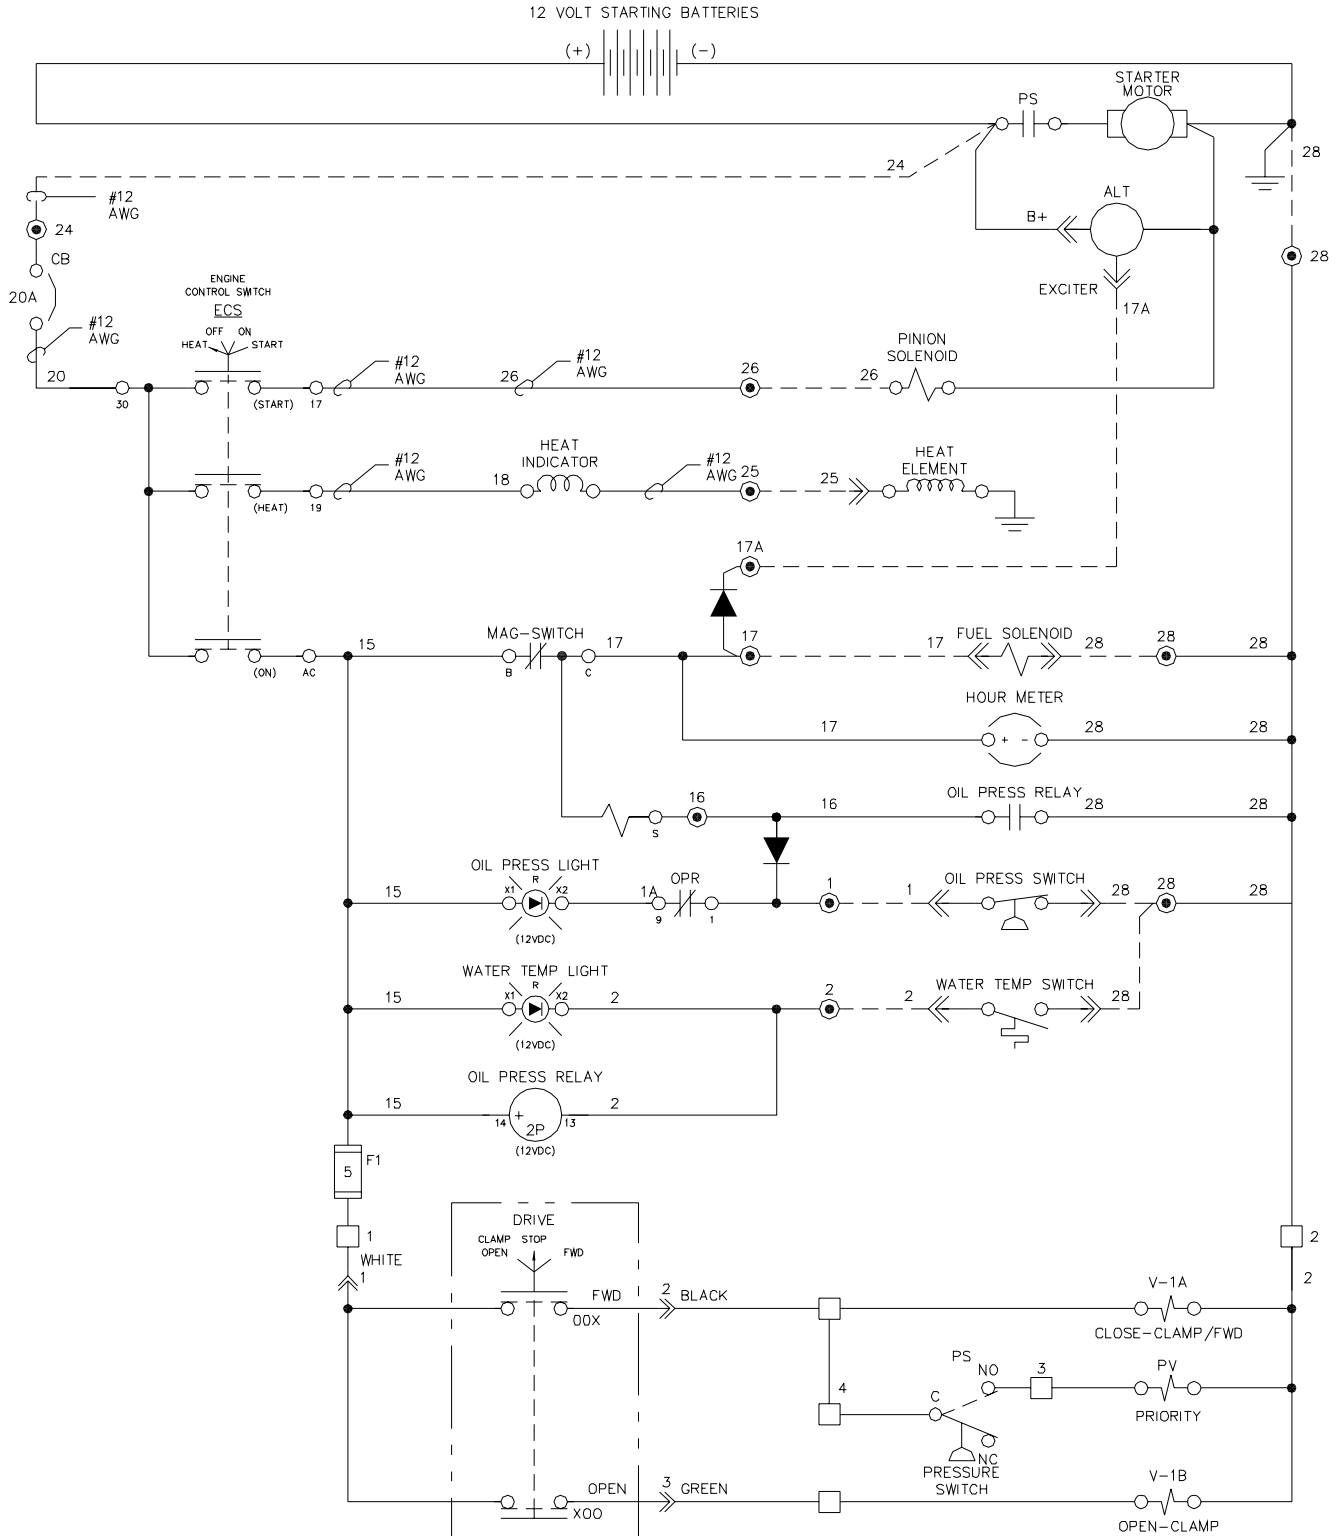 12 VOLT STARTING BATTERIES
(+) (-)
STARTER
MOTOR
PS
28
24
#12
AWG
ALT
24
B+
28
CB
ENGINE
CONTROL SWITCH
ECS
20A
EXCITER
17A
OFF ON
HEAT START
#12
AWG
PINION
SOLENOID
#12
AWG
#12
AWG
20
26
26
26
30
(START) 17
HEAT
INDICATOR
HEAT
ELEMENT
#12
AWG
#12
AWG
18
25
25
(HEAT) 19
17A
15
MAG-SWITCH
17
17
17
FUEL SOLENOID
28
28
28
(ON) AC
B
C
HOUR METER
17
+ -
28
28
16
16
OIL PRESS RELAY
28
28
S
OIL PRESS LIGHT
15
X1 R X2
(12VDC)
1A
OPR
9 1
1
1
OIL PRESS SWITCH
28
28
28
WATER TEMP LIGHT
15
X1 R X2
(12VDC)
2
2
2
WATER TEMP SWITCH
28
OIL PRESS RELAY
15
14 + 13
2P
(12VDC)
2
F1
5
1
WHITE
1
DRIVE
CLAMP STOP
OPEN FWD
2
2
FWD
00X
2 BLACK
V-1A
CLOSE-CLAMP/FWD
PS
NO
3
PV
PRIORITY
4
C
NC
PRESSURE
SWITCH
OPEN
X00
3 GREEN
V-1B
OPEN-CLAMP